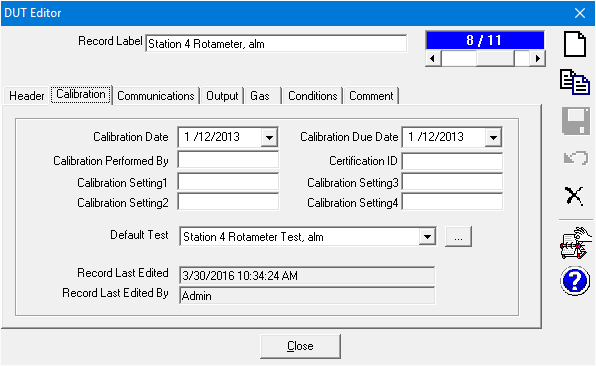 DUT Editor
Record Label Station 4 Rotameter, alm 8 / 11
Header Calibration Communications Output Gas Conditions Comment
Calibration Date 1 /12/2013 Calibration Due Date 1 /12/2013
Calibration Performed By Certification ID
Calibration Setting1 Calibration Setting3
Calibration Setting2 Calibration Setting4
Default Test Station 4 Rotameter Test, alm ...
Record Last Edited 3/30/2016 10:34:24 AM
Record Last Edited By Admin
Close